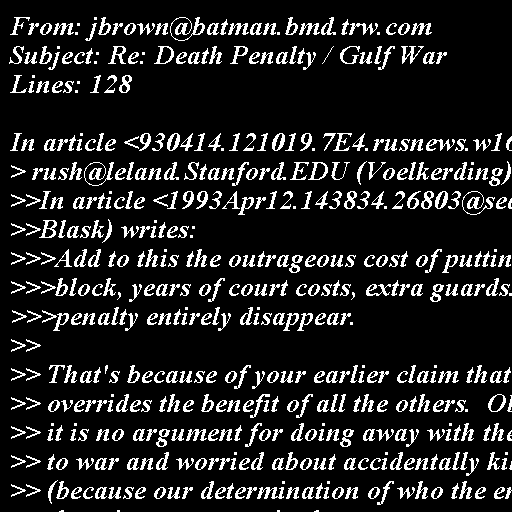 From: jbrown@batman.bmd.trw.com
Subject: Re: Death Penalty / Gulf War
Lines: 128

In article <930414.121019.7E4.rusnews.w16
> rush@leland.Stanford.EDU (Voelkerding)
>>In article <1993Apr12.143834.26803@sea
>>Blask) writes:
>>>Add to this the outrageous cost of puttin
>>>block, years of court costs, extra guards.
>>>penalty entirely disappear.
>>
>> That's because of your earlier claim that
>> overrides the benefit of all the others.  Ol
>> it is no argument for doing away with the
>> to war and worried about accidentally kil
>> (because our determination of who the en